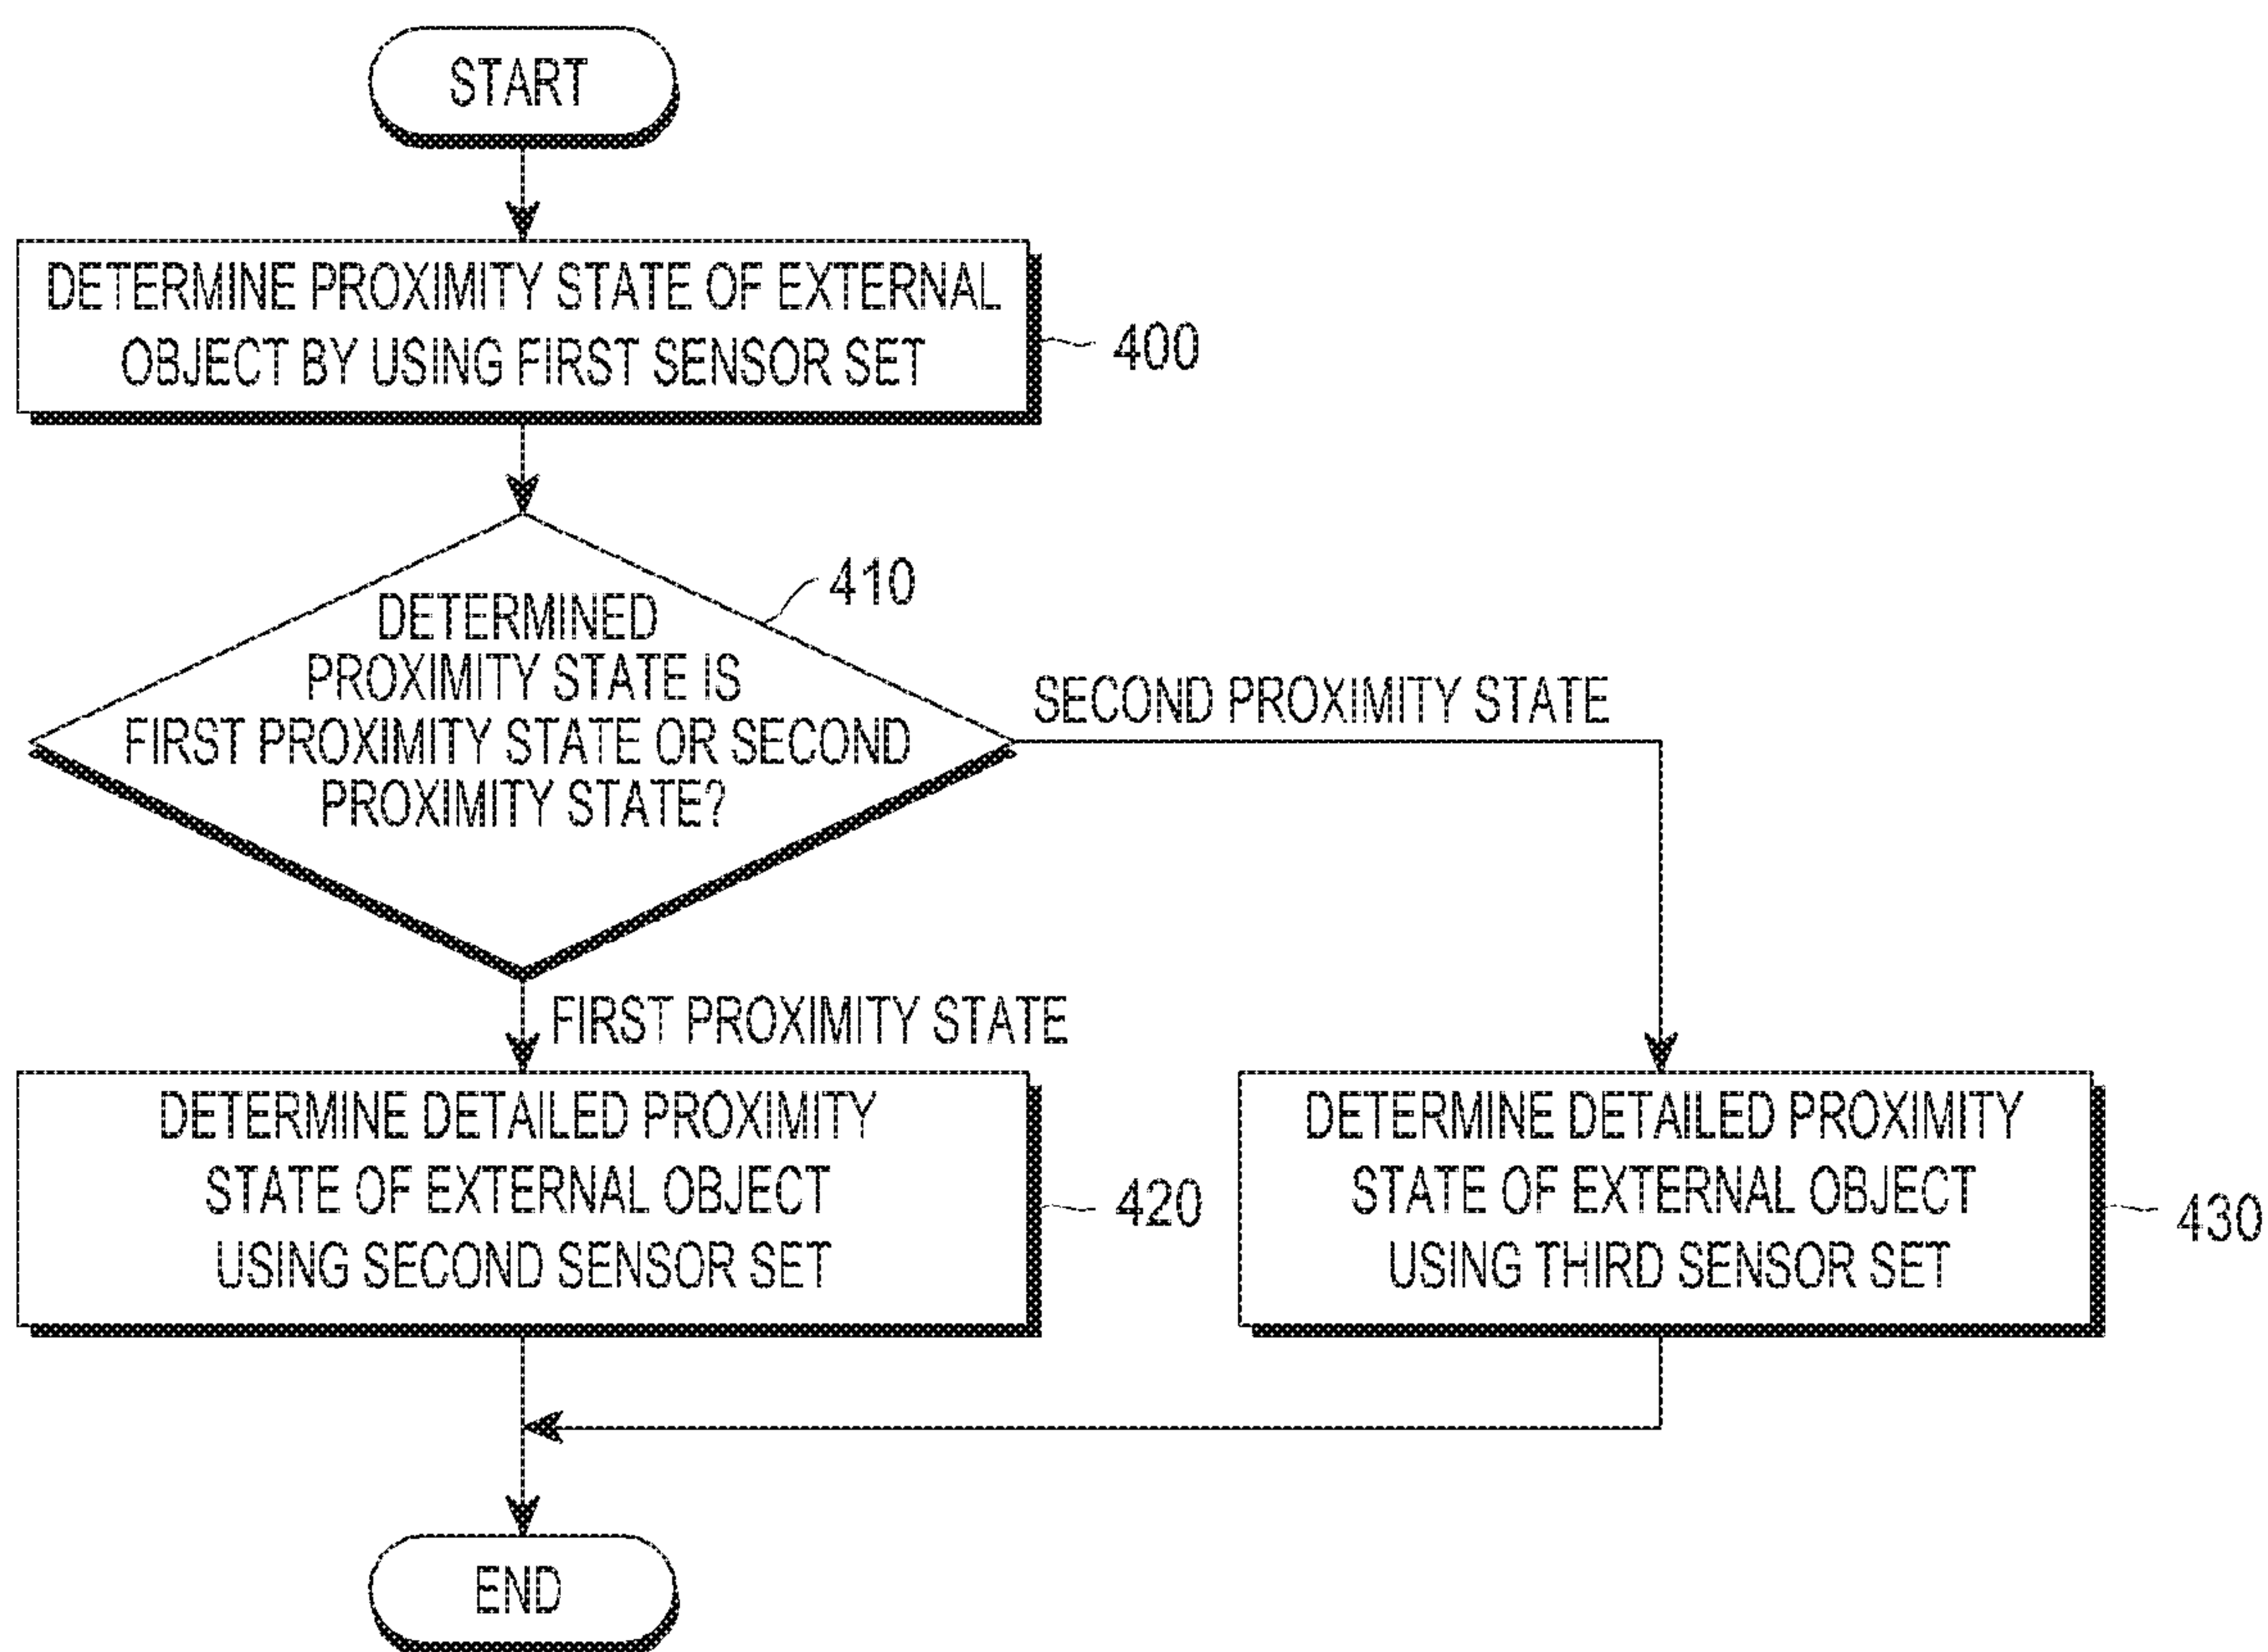 START
DETERMINE PROXIMITY STATE OF EXTERNAL
OBJECT BY USING FIRST SENSOR SET
400
410
DETERMINED
PROXIMITY STATE IS
FIRST PROXIMITY STATE OR SECOND
PROXIMITY STATE?
SECOND PROXIMITY STATE
FIRST PROXIMITY STATE
DETERMINE DETAILED PROXIMITY
STATE OF EXTERNAL OBJECT
USING SECOND SENSOR SET
420
DETERMINE DETAILED PROXIMITY
STATE OF EXTERNAL OBJECT
USING THIRD SENSOR SET
430
END